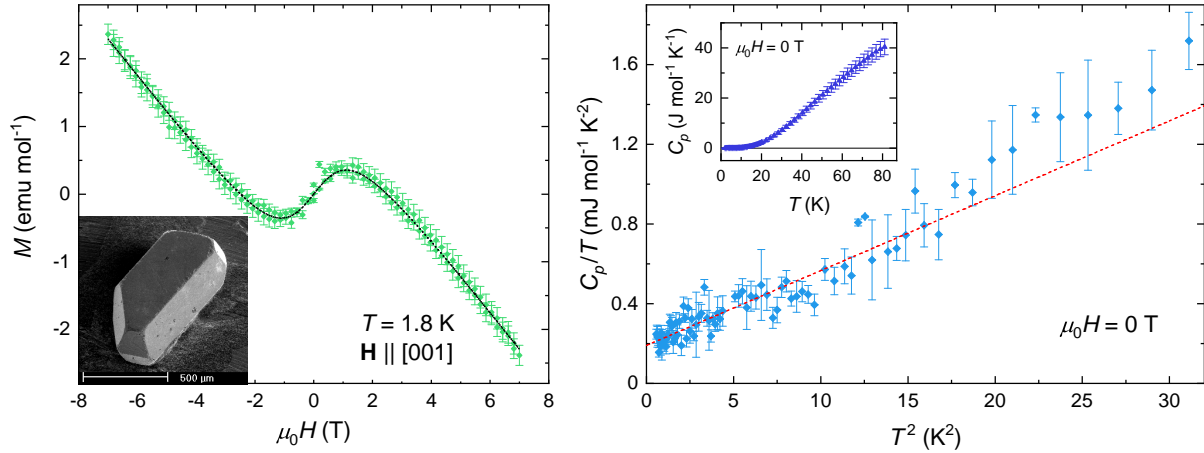 M (emu mol⁻¹)
2
1
0
-1
-2
500 µm
T = 1.8 K
H || [001]
-8 -6 -4 -2 0 2 4 6 8
μ₀H (T)
Cₚ/T (mJ mol⁻¹ K⁻²)
1.6
1.2
0.8
0.4
0
Cₚ (J mol⁻¹ K⁻¹)
40
20
0
μ₀H = 0 T
0 20 40 60 80
T (K)
μ₀H = 0 T
0 5 10 15 20 25 30
T² (K²)